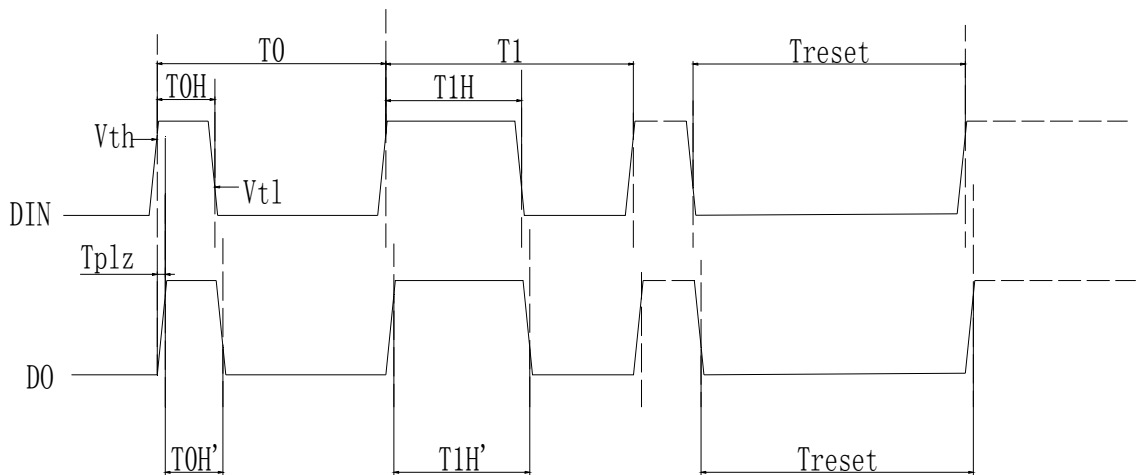 T0
T1
Treset
T0H
T1H
Vth
Vtl
DIN
Tplz
DO
T0H'
T1H'
Treset